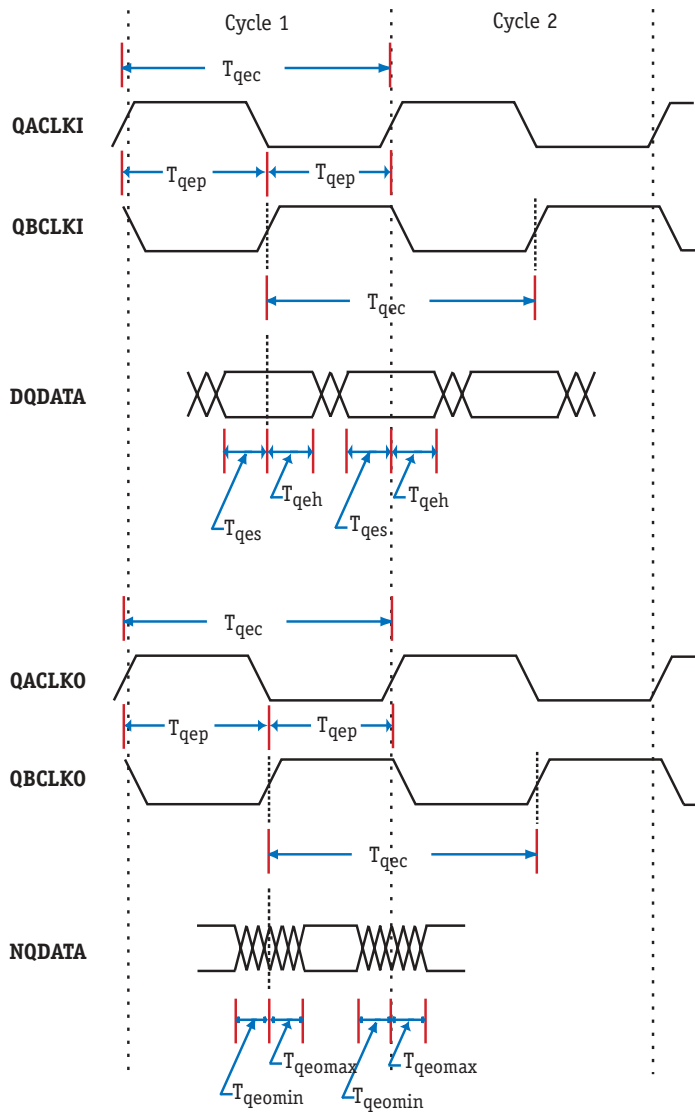 Cycle 1
Cycle 2
Tqec
QACLKI
Tqep
Tqep
QBCLKI
Tqec
DQDATA
Tqeh
Tqeh
Tqes
Tqes
Tqec
QACLKO
Tqep
Tqep
QBCLKO
Tqec
NQDATA
Tqeomax
Tqeomax
Tqeomin
Tqeomin